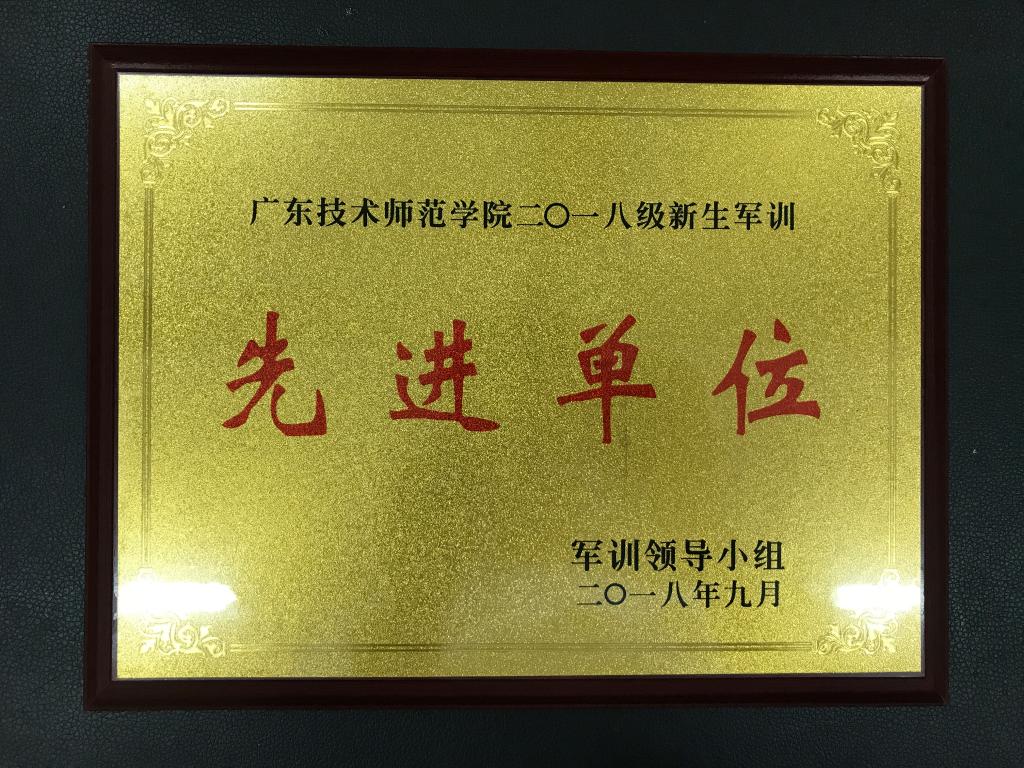 广东技术师范学院二〇一八级新生军训
先进单位
军训领导小组
二〇一八年九月